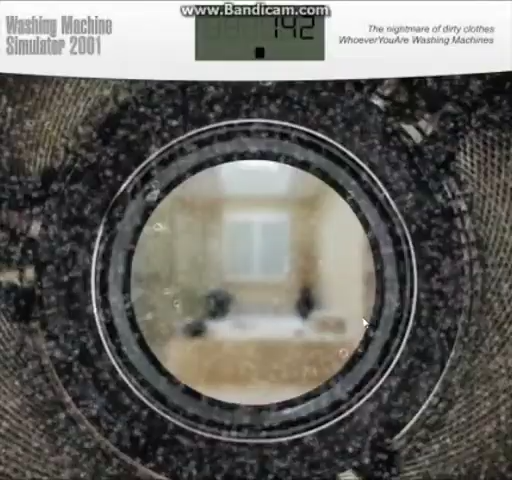 www.Bandicam.com
142
Washing Machine
Simulator 2001
The nightmare of dirty clothes
WhoeverYouAre Washing Machines